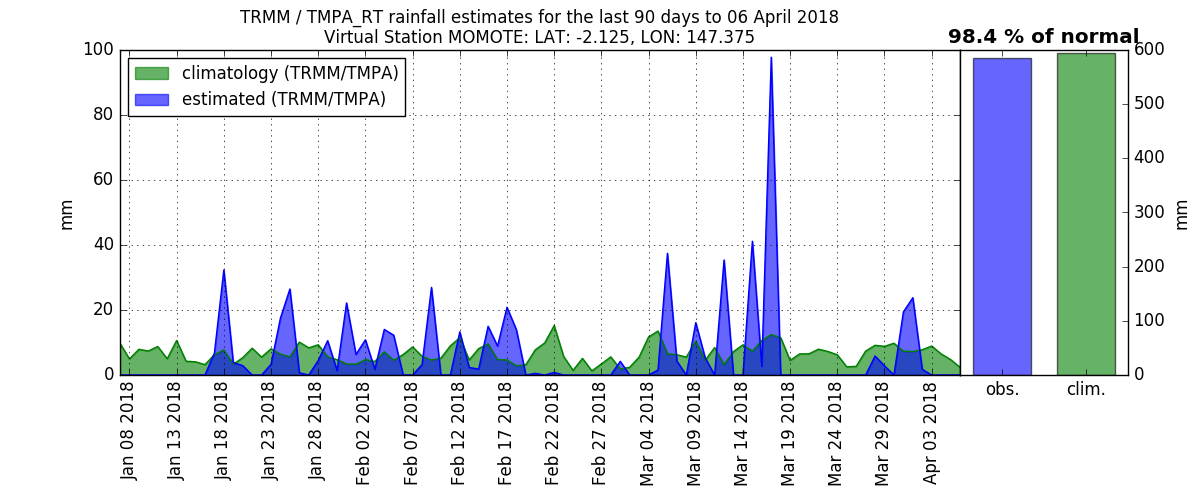 TRMM / TMPA_RT rainfall estimates for the last 90 days to 06 April 2018
Virtual Station MOMOTE: LAT: -2.125, LON: 147.375
98.4 % of normal
climatology (TRMM/TMPA)
estimated (TRMM/TMPA)
100
80
60
40
20
0
mm
600
500
400
300
200
100
0
mm
Jan 08 2018
Jan 13 2018
Jan 18 2018
Jan 23 2018
Jan 28 2018
Feb 02 2018
Feb 07 2018
Feb 12 2018
Feb 17 2018
Feb 22 2018
Feb 27 2018
Mar 04 2018
Mar 09 2018
Mar 14 2018
Mar 19 2018
Mar 24 2018
Mar 29 2018
Apr 03 2018
obs.
clim.